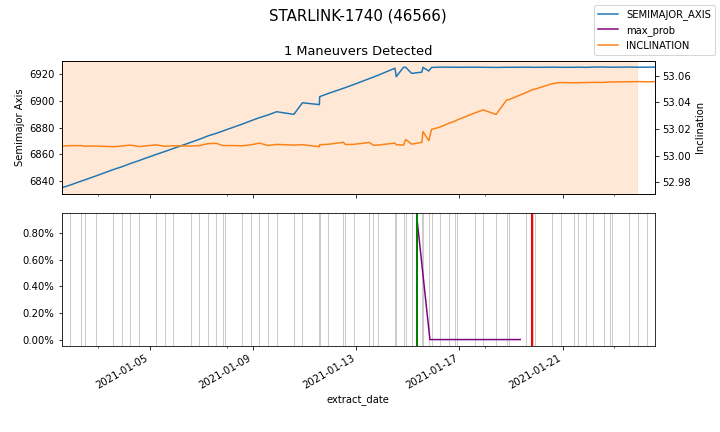 STARLINK-1740 (46566)
SEMIMAJOR_AXIS
max_prob
INCLINATION
1 Maneuvers Detected
6920
6900
6880
6860
6840
Semimajor Axis
53.06
53.04
53.02
53.00
52.98
Inclination
0.80%
0.60%
0.40%
0.20%
0.00%
2021-01-05
2021-01-09
2021-01-13
2021-01-17
2021-01-21
extract_date